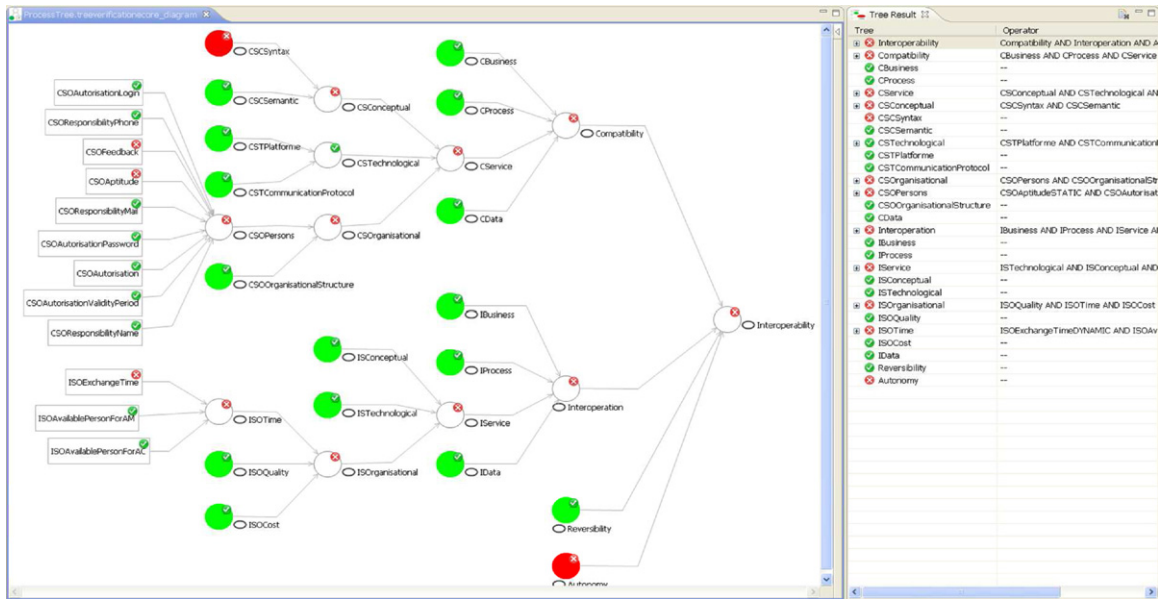 ProcessTree.treeverificationecore_diagram
CSCSyntax
CSCSemantic
CSCConceptual
CBusiness
CProcess
Compatibility
CSOAutorisationLogin
CSOResponsibilityPhone
CSOFeedback
CSOAptitude
CSOResponsibilityMail
CSOAutorisationPassword
CSOAutorisation
CSOAutorisationValidityPeriod
CSOResponsibilityName
CSTPlatforme
CSTechnological
CSTCommunicationProtocol
CService
CData
CSOPersons
CSOrganisational
CSOOrganisationalStructure
IBusiness
Interoperability
ISConceptual
IProcess
ISOExchangeTime
ISOAvailablePersonForAM
ISOAvailablePersonForAC
ISOTime
ISTechnological
IService
Interoperation
ISOQuality
ISOrganisational
IData
ISOCost
Reversibility
Autonomy
Tree Result
Tree Operator
Interoperability Compatibility AND Interoperation AND A
Compatibility CBusiness AND CProcess AND CService
CBusiness --
CProcess --
CService CSConceptual AND CSTechnological AN
CSConceptual CSCSyntax AND CSCSemantic
CSCSyntax --
CSCSemantic --
CSTechnological CSTPlatforme AND CSTCommunication
CSTPlatforme --
CSTCommunicationProtocol --
CSOrganisational CSOPersons AND CSOOrganisationalStr
CSOPersons CSOAptitudeSTATIC AND CSOAutorisat
CSOOrganisationalStructure --
CData --
Interoperation IBusiness AND IProcess AND IService A
IBusiness --
IProcess --
IService ISTechnological AND ISConceptual AND
ISConceptual --
ISTechnological --
ISOrganisational ISOQuality AND ISOTime AND ISOCost
ISOQuality --
ISOTime ISOExchangeTimeDYNAMIC AND ISOAv
ISOCost --
IData --
Reversibility --
Autonomy --